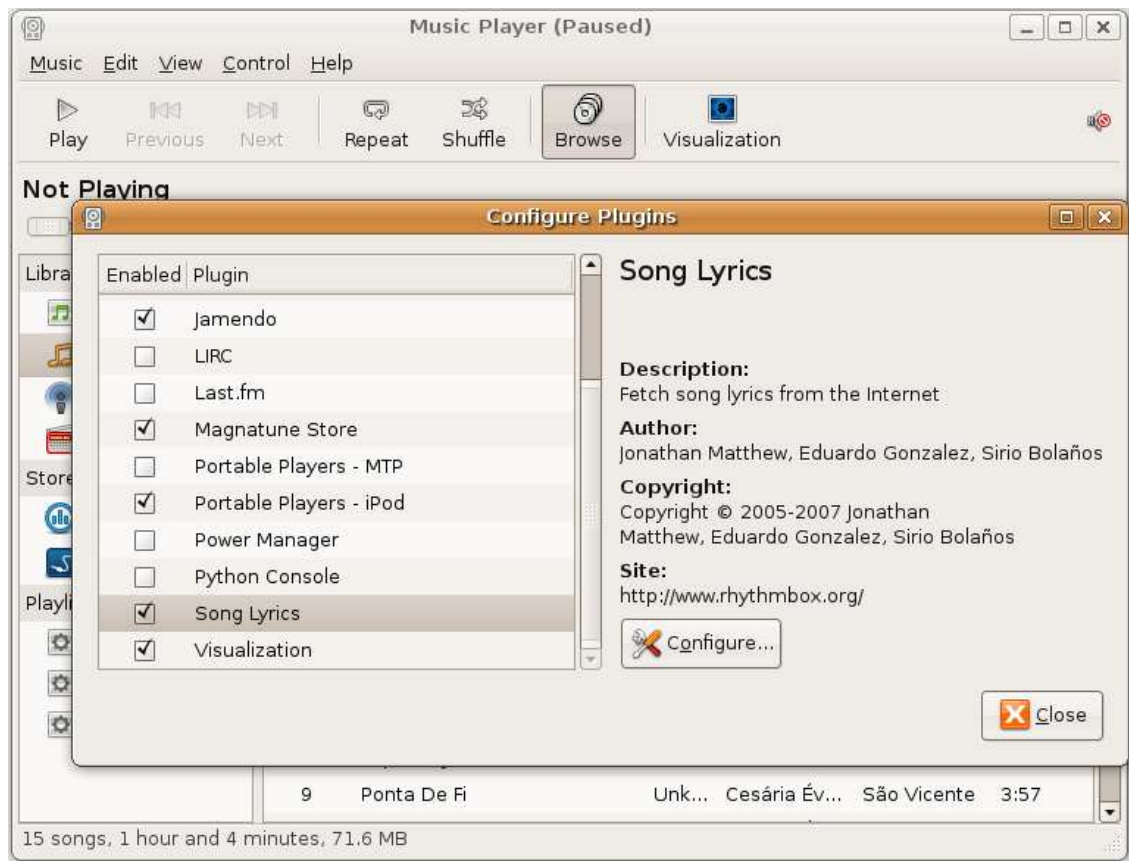 Music Player (Paused)
Music Edit View Control Help
Play Previous Next Repeat Shuffle Browse Visualization
Not Playing
Configure Plugins
Libra
Store
Playli
Enabled Plugin
Jamendo
LIRC
Last.fm
Magnatune Store
Portable Players - MTP
Portable Players - iPod
Power Manager
Python Console
Song Lyrics
Visualization
Song Lyrics
Description:
Fetch song lyrics from the Internet
Author:
Jonathan Matthew, Eduardo Gonzalez, Sirio Bolaños
Copyright:
Copyright © 2005-2007 Jonathan
Matthew, Eduardo Gonzalez, Sirio Bolaños
Site:
http://www.rhythmbox.org/
Configure...
Close
9 Ponta De Fi Unk... Cesária Év... São Vicente 3:57
15 songs, 1 hour and 4 minutes, 71.6 MB